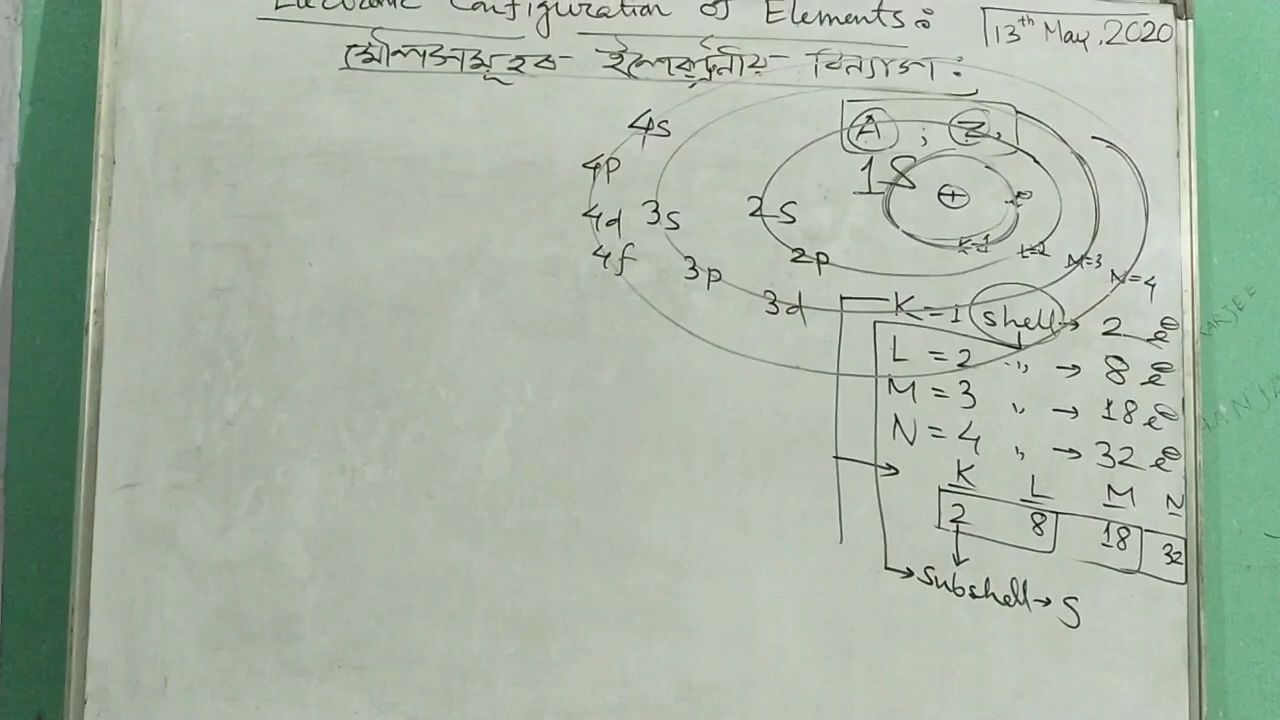 Electronic Configuration of Elements:
13th May, 2020
মৌলসমূহৰ ইলেক্ট্ৰনীয় বিন্যাস :
A ; Z,
18
+
e
4s
4p
4d
4f
3s
3p
3d
2s
2p
K=1
L=2
M=3
N=4
K=1 shell → 2 e
L = 2 " → 8 e
M = 3 " → 18 e
N = 4 " → 32 e
K L M N
2 8 18 32
Subshell → S
ARJEE